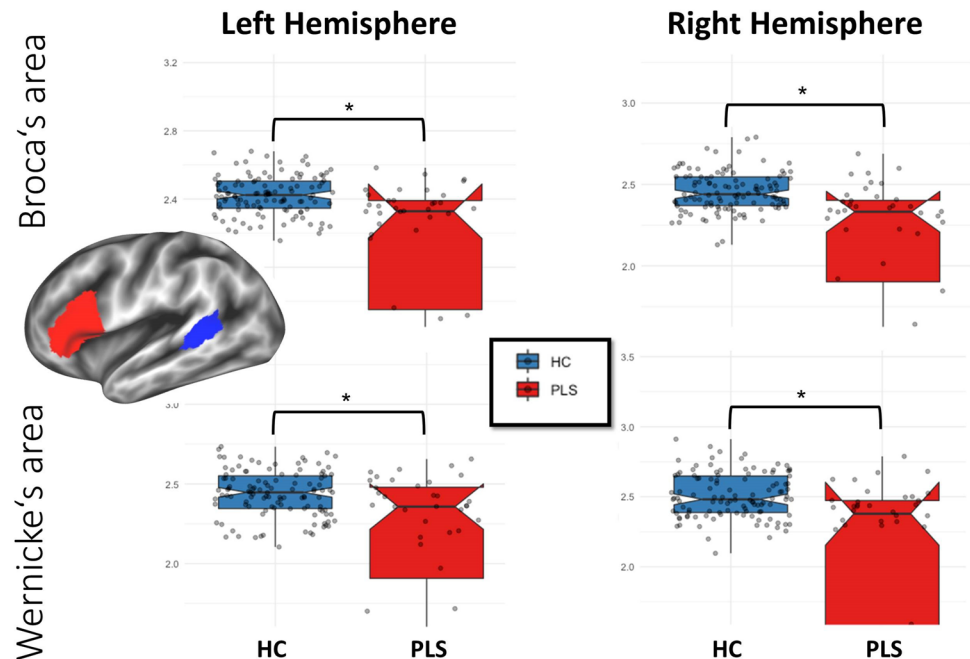 Left Hemisphere
Right Hemisphere
Broca‘s area
3.2
2.8
2.4
*
3.0
2.5
2.0
*
HC
PLS
Wernicke‘s area
3.0
2.5
2.0
*
3.5
3.0
2.5
2.0
*
HC
PLS
HC
PLS